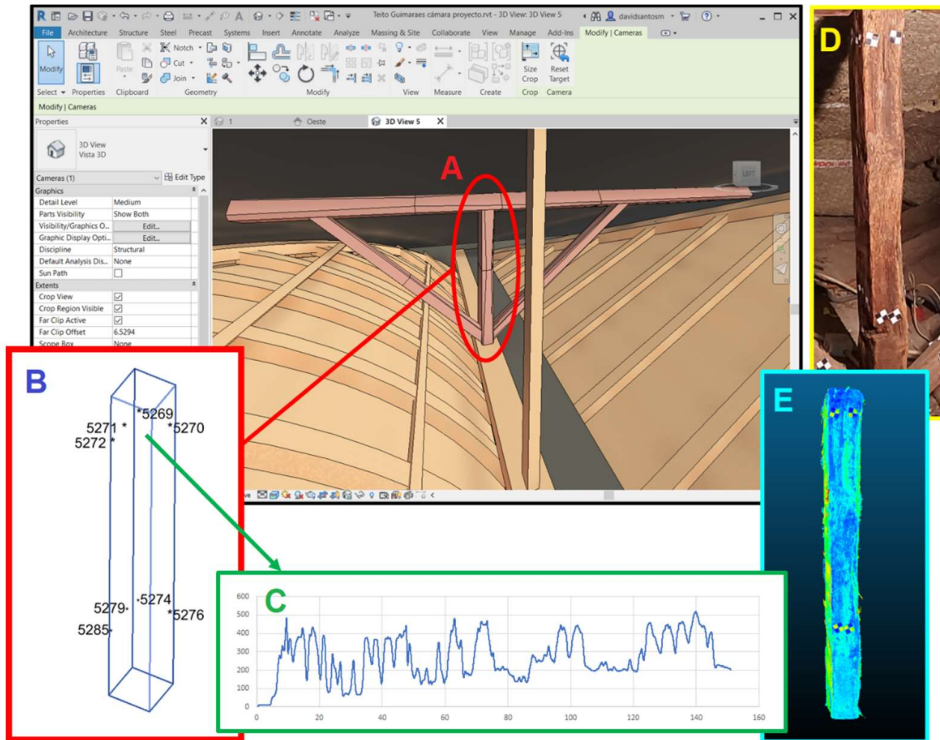 Teito Guimaraes cámara proyecto.rvt - 3D View: 3D View 5
davidsantosm
File Architecture Structure Steel Precast Systems Insert Annotate Analyze Massing & Site Collaborate View Manage Add-Ins Modify | Cameras
Modify
Paste
Notch
Cut
Join
Size Crop
Reset Target
Select Properties Clipboard Geometry Modify View Measure Create Crop Camera
Modify | Cameras
Properties
1
Oeste
3D View 5
3D View
Vista 3D
Cameras (1)
Edit Type
Graphics
Detail Level Medium
Parts Visibility Show Both
Visibility/Graphics O... Edit...
Graphic Display Opti... Edit...
Discipline Structural
Default Analysis Dis... None
Sun Path
Extents
Crop View
Crop Region Visible
Far Clip Active
Far Clip Offset 6.5294
Scope Box None
LEFT
A
B
*5269
5271 * *5270
5272 *
*5274
5279 * *5276
5285 *
C
600
500
400
300
200
100
0
0 20 40 60 80 100 120 140 160
D
E